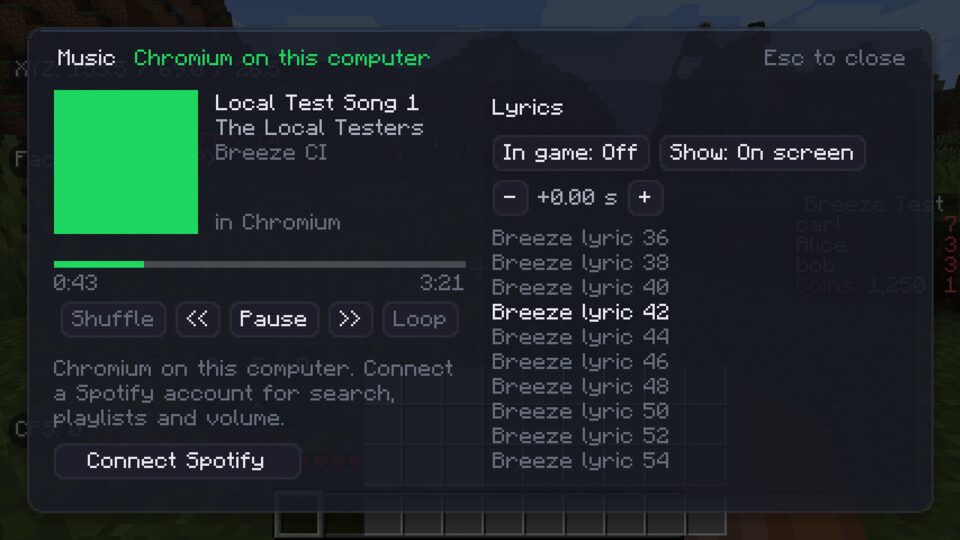 Music Chromium on this computer
Esc to close
Local Test Song 1
The Local Testers
Breeze CI
in Chromium
0:43
3:21
Shuffle << Pause >> Loop
Chromium on this computer. Connect
a Spotify account for search,
playlists and volume.
Connect Spotify
Lyrics
In game: Off Show: On screen
- +0.00 s +
Breeze lyric 36
Breeze lyric 38
Breeze lyric 40
Breeze lyric 42
Breeze lyric 44
Breeze lyric 46
Breeze lyric 48
Breeze lyric 50
Breeze lyric 52
Breeze lyric 54
Breeze Test
carl 7
Alice 3
bob 3
Coins: 1,250 1